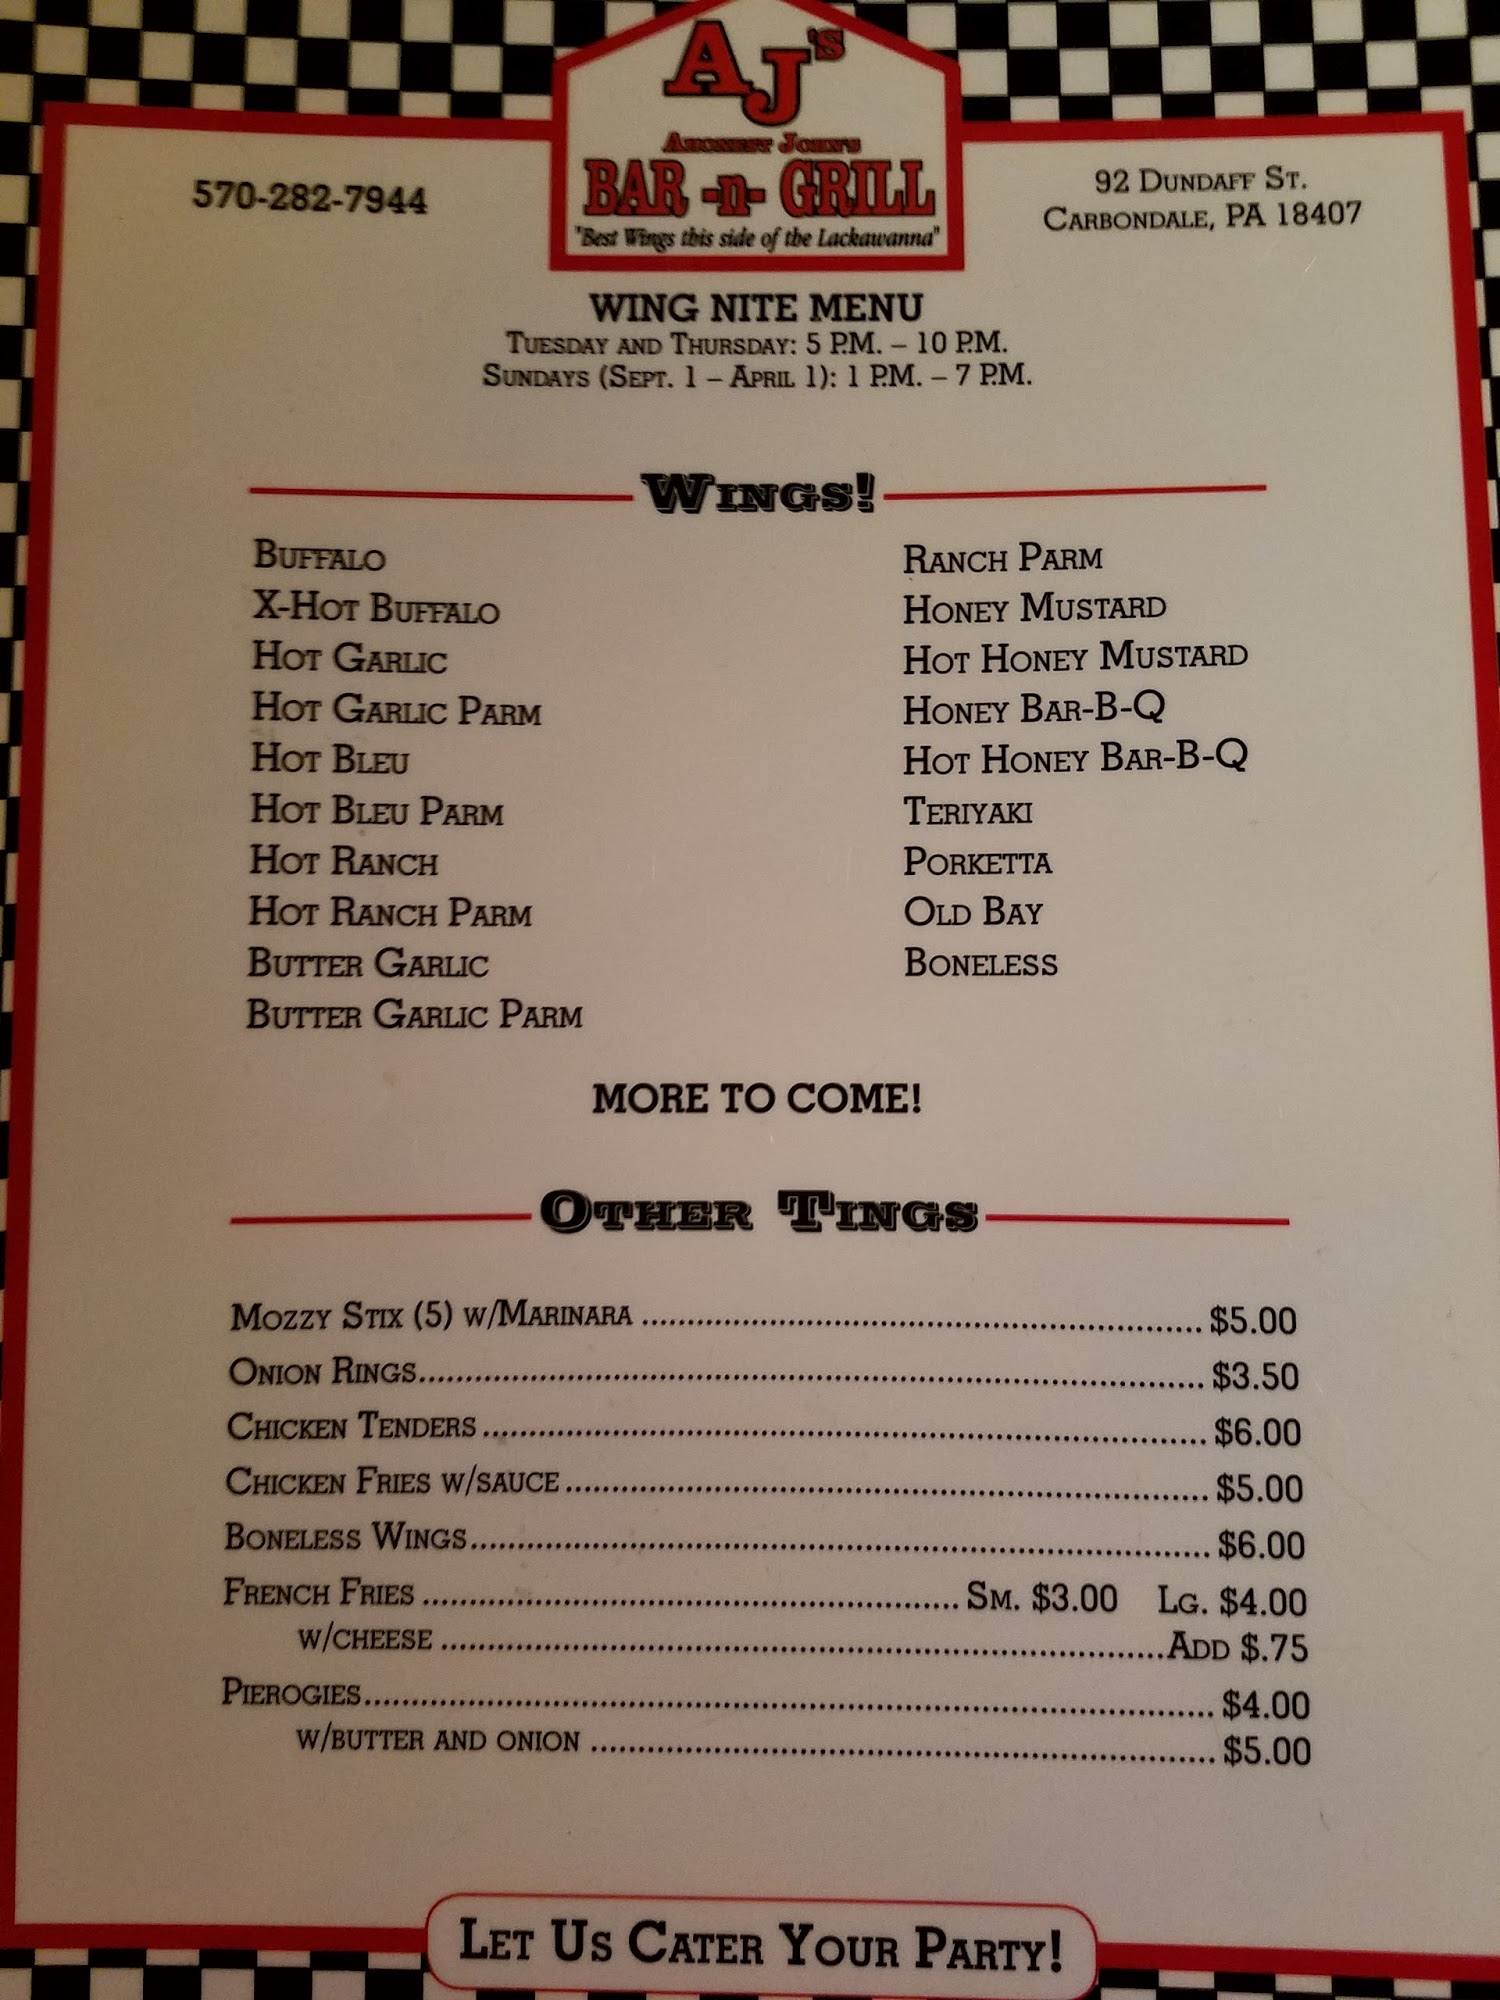 AJ's
Ahonest John's
BAR -n- GRILL
"Best Wings this side of the Lackawanna"
570-282-7944
92 Dundaff St.
Carbondale, PA 18407
WING NITE MENU
Tuesday and Thursday: 5 P.M. – 10 P.M.
Sundays (Sept. 1 – April 1): 1 P.M. – 7 P.M.
Wings!
Buffalo
X-Hot Buffalo
Hot Garlic
Hot Garlic Parm
Hot Bleu
Hot Bleu Parm
Hot Ranch
Hot Ranch Parm
Butter Garlic
Butter Garlic Parm
Ranch Parm
Honey Mustard
Hot Honey Mustard
Honey Bar-B-Q
Hot Honey Bar-B-Q
Teriyaki
Porketta
Old Bay
Boneless
MORE TO COME!
Other Tings
Mozzy Stix (5) w/Marinara ........ $5.00
Onion Rings........ $3.50
Chicken Tenders ........ $6.00
Chicken Fries w/sauce ........ $5.00
Boneless Wings........ $6.00
French Fries ........ Sm. $3.00 Lg. $4.00
w/cheese ........Add $.75
Pierogies........ $4.00
w/butter and onion ........ $5.00
Let Us Cater Your Party!